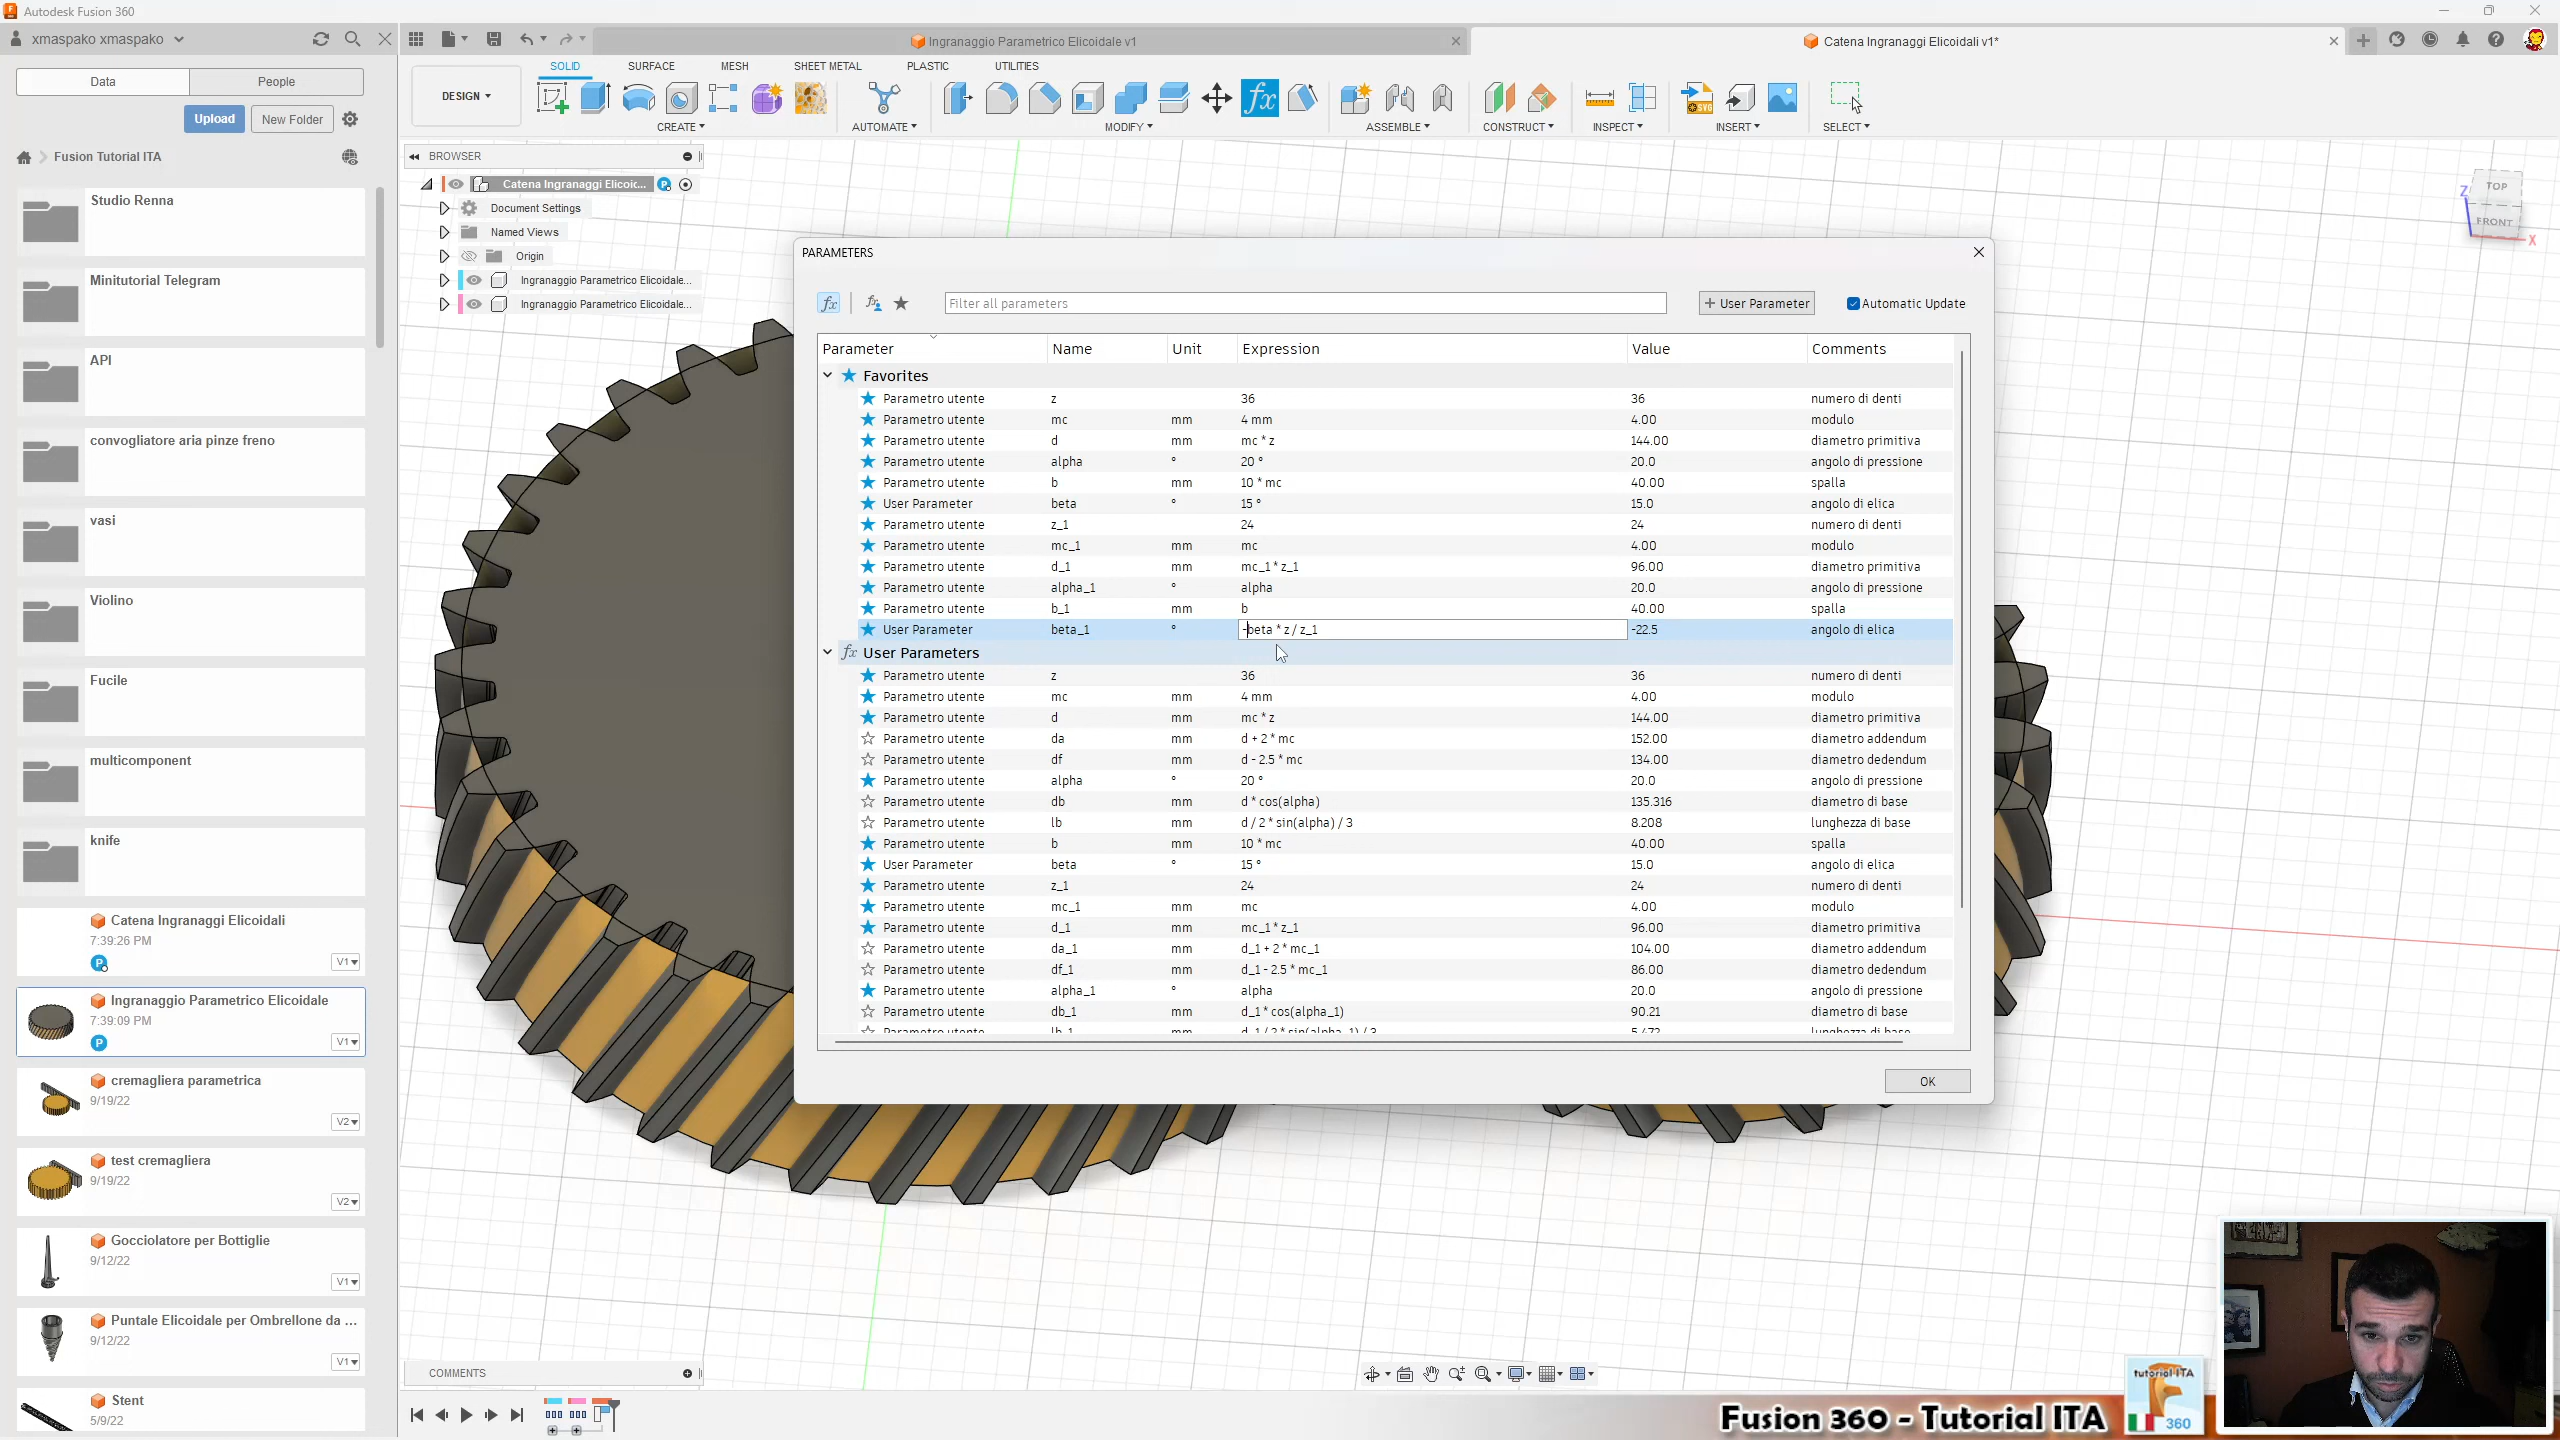 Autodesk Fusion 360
xmaspako xmaspako
Ingranaggio Parametrico Elicoidale v1
Catena Ingranaggi Elicoidali v1*
Data
People
Upload
New Folder
Fusion Tutorial ITA
Studio Renna
Minitutorial Telegram
API
convogliatore aria pinze freno
vasi
Violino
Fucile
multicomponent
knife
Catena Ingranaggi Elicoidali
7:39:26 PM
P
V1
Ingranaggio Parametrico Elicoidale
7:39:09 PM
P
V1
cremagliera parametrica
9/19/22
V2
test cremagliera
9/19/22
V2
Gocciolatore per Bottiglie
9/12/22
V1
Puntale Elicoidale per Ombrellone da ...
9/12/22
V1
Stent
5/9/22
DESIGN
SOLID
SURFACE
MESH
SHEET METAL
PLASTIC
UTILITIES
CREATE
AUTOMATE
MODIFY
ASSEMBLE
CONSTRUCT
INSPECT
INSERT
SELECT
BROWSER
Catena Ingranaggi Elicoic...
P
Document Settings
Named Views
Origin
Ingranaggio Parametrico Elicoidale...
Ingranaggio Parametrico Elicoidale...
TOP
FRONT
Z
X
PARAMETERS
fx
Filter all parameters
+ User Parameter
Automatic Update
Parameter Name Unit Expression Value Comments
Favorites
Parametro utente z 36 36 numero di denti
Parametro utente mc mm 4 mm 4.00 modulo
Parametro utente d mm mc * z 144.00 diametro primitiva
Parametro utente alpha ° 20 ° 20.0 angolo di pressione
Parametro utente b mm 10 * mc 40.00 spalla
User Parameter beta ° 15 ° 15.0 angolo di elica
Parametro utente z_1 24 24 numero di denti
Parametro utente mc_1 mm mc 4.00 modulo
Parametro utente d_1 mm mc_1 * z_1 96.00 diametro primitiva
Parametro utente alpha_1 ° alpha 20.0 angolo di pressione
Parametro utente b_1 mm b 40.00 spalla
User Parameter beta_1 ° -beta * z / z_1 -22.5 angolo di elica
fx User Parameters
Parametro utente z 36 36 numero di denti
Parametro utente mc mm 4 mm 4.00 modulo
Parametro utente d mm mc * z 144.00 diametro primitiva
Parametro utente da mm d + 2 * mc 152.00 diametro addendum
Parametro utente df mm d - 2.5 * mc 134.00 diametro dedendum
Parametro utente alpha ° 20 ° 20.0 angolo di pressione
Parametro utente db mm d * cos(alpha) 135.316 diametro di base
Parametro utente lb mm d / 2 * sin(alpha) / 3 8.208 lunghezza di base
Parametro utente b mm 10 * mc 40.00 spalla
User Parameter beta ° 15 ° 15.0 angolo di elica
Parametro utente z_1 24 24 numero di denti
Parametro utente mc_1 mm mc 4.00 modulo
Parametro utente d_1 mm mc_1 * z_1 96.00 diametro primitiva
Parametro utente da_1 mm d_1 + 2 * mc_1 104.00 diametro addendum
Parametro utente df_1 mm d_1 - 2.5 * mc_1 86.00 diametro dedendum
Parametro utente alpha_1 ° alpha 20.0 angolo di pressione
Parametro utente db_1 mm d_1 * cos(alpha_1) 90.21 diametro di base
Parametro utente lb_1 mm d_1 / 2 * sin(alpha_1) / 3 5.472 lunghezza di base
OK
COMMENTS
Fusion 360 - Tutorial ITA
tutorial ITA
360